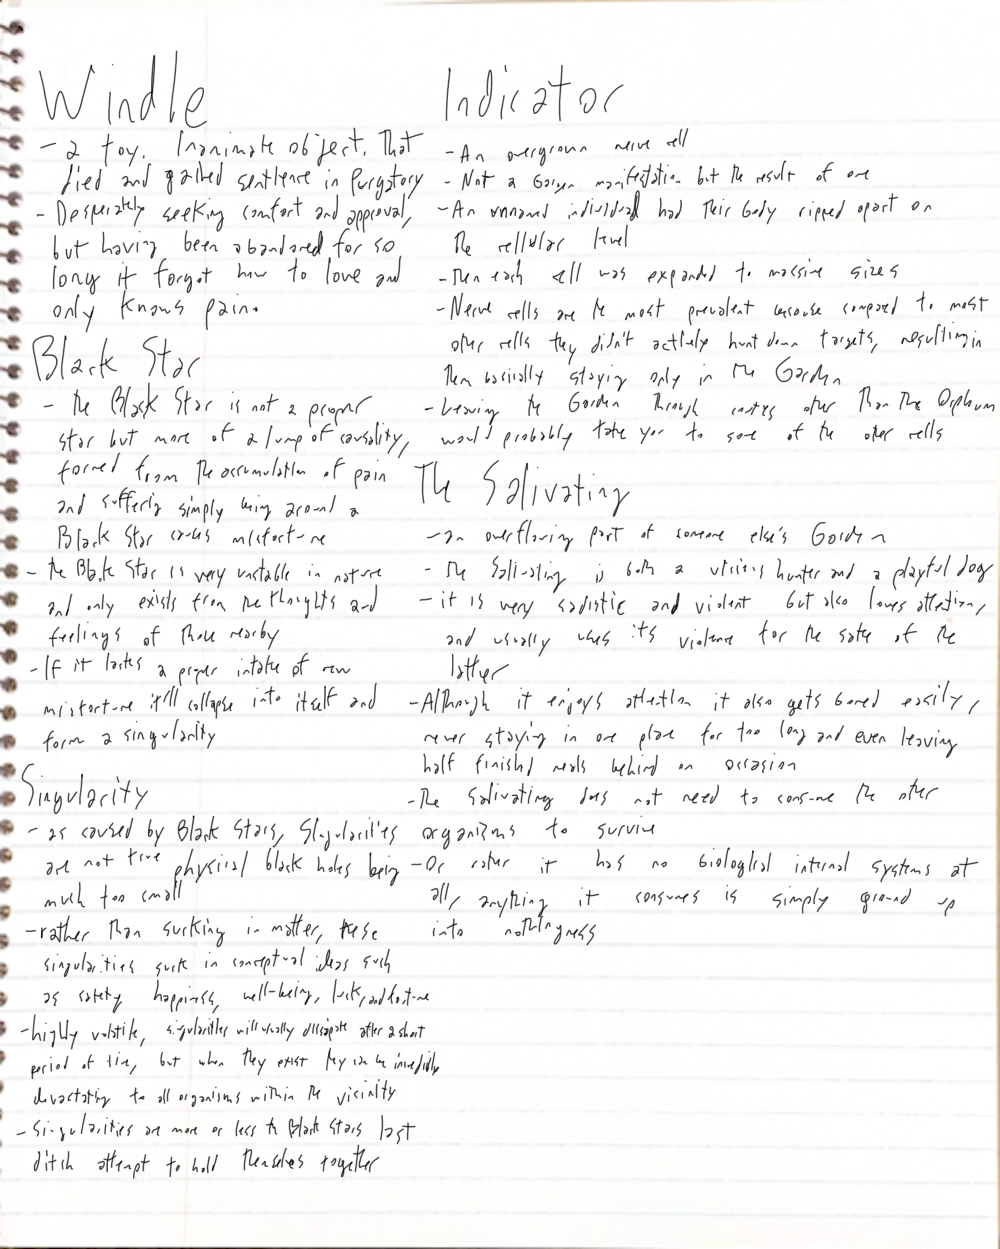 Windle
- a toy. Inanimate object. That
died and gained sentience in Purgatory
- Desperately seeking comfort and approval,
but having been abandoned for so
long it forgot how to love and
only knows pain.
Black Star
- the Black Star is not a proper
star but more of a lump of causality,
formed from the accumulation of pain
and suffering simply being around a
Black Star causes misfortune
- the Black Star is very unstable in nature
and only exists from the thoughts and
feelings of those nearby
- If it lacks a proper intake of new
misfortune it'll collapse into itself and
form a singularity
Singularity
- as caused by Black Stars, Singularities
are not true physical black holes being
much too small
- rather than sucking in matter, these
singularities suck in conceptual ideas such
as safety happiness, well-being, luck, and fortune
- highly volatile, singularities will usually dissipate after a short
period of time, but when they exist they can be incredibly
devastating to all organisms within the vicinity
- Singularities are more or less the Black Stars last
ditch attempt to hold themselves together
Indicator
- An overgrown nerve cell
- Not a Garden manifestation but the result of one
- An unnamed individual had their body ripped apart on
the cellular level
- Then each cell was expanded to massive sizes
- Nerve cells are the most prevalent because compared to most
other cells they didn't actively hunt down targets, resulting in
them basically staying only in the Garden
- Leaving the Garden through routes other than the Orphum
would probably take you to some of the other cells
The Salivating
- an overflowing part of someone else's Garden
- The Salivating is both a vicious hunter and a playful dog
- it is very sadistic and violent but also loves attention,
and usually uses its violence for the sake of the
latter
- Although it enjoys attention it also gets bored easily,
never staying in one place for too long and even leaving
half finished meals behind on occasion
- The Salivating does not need to consume the other
organisms to survive
- Or rather it has no biological internal systems at
all, anything it consumes is simply ground up
into nothingness